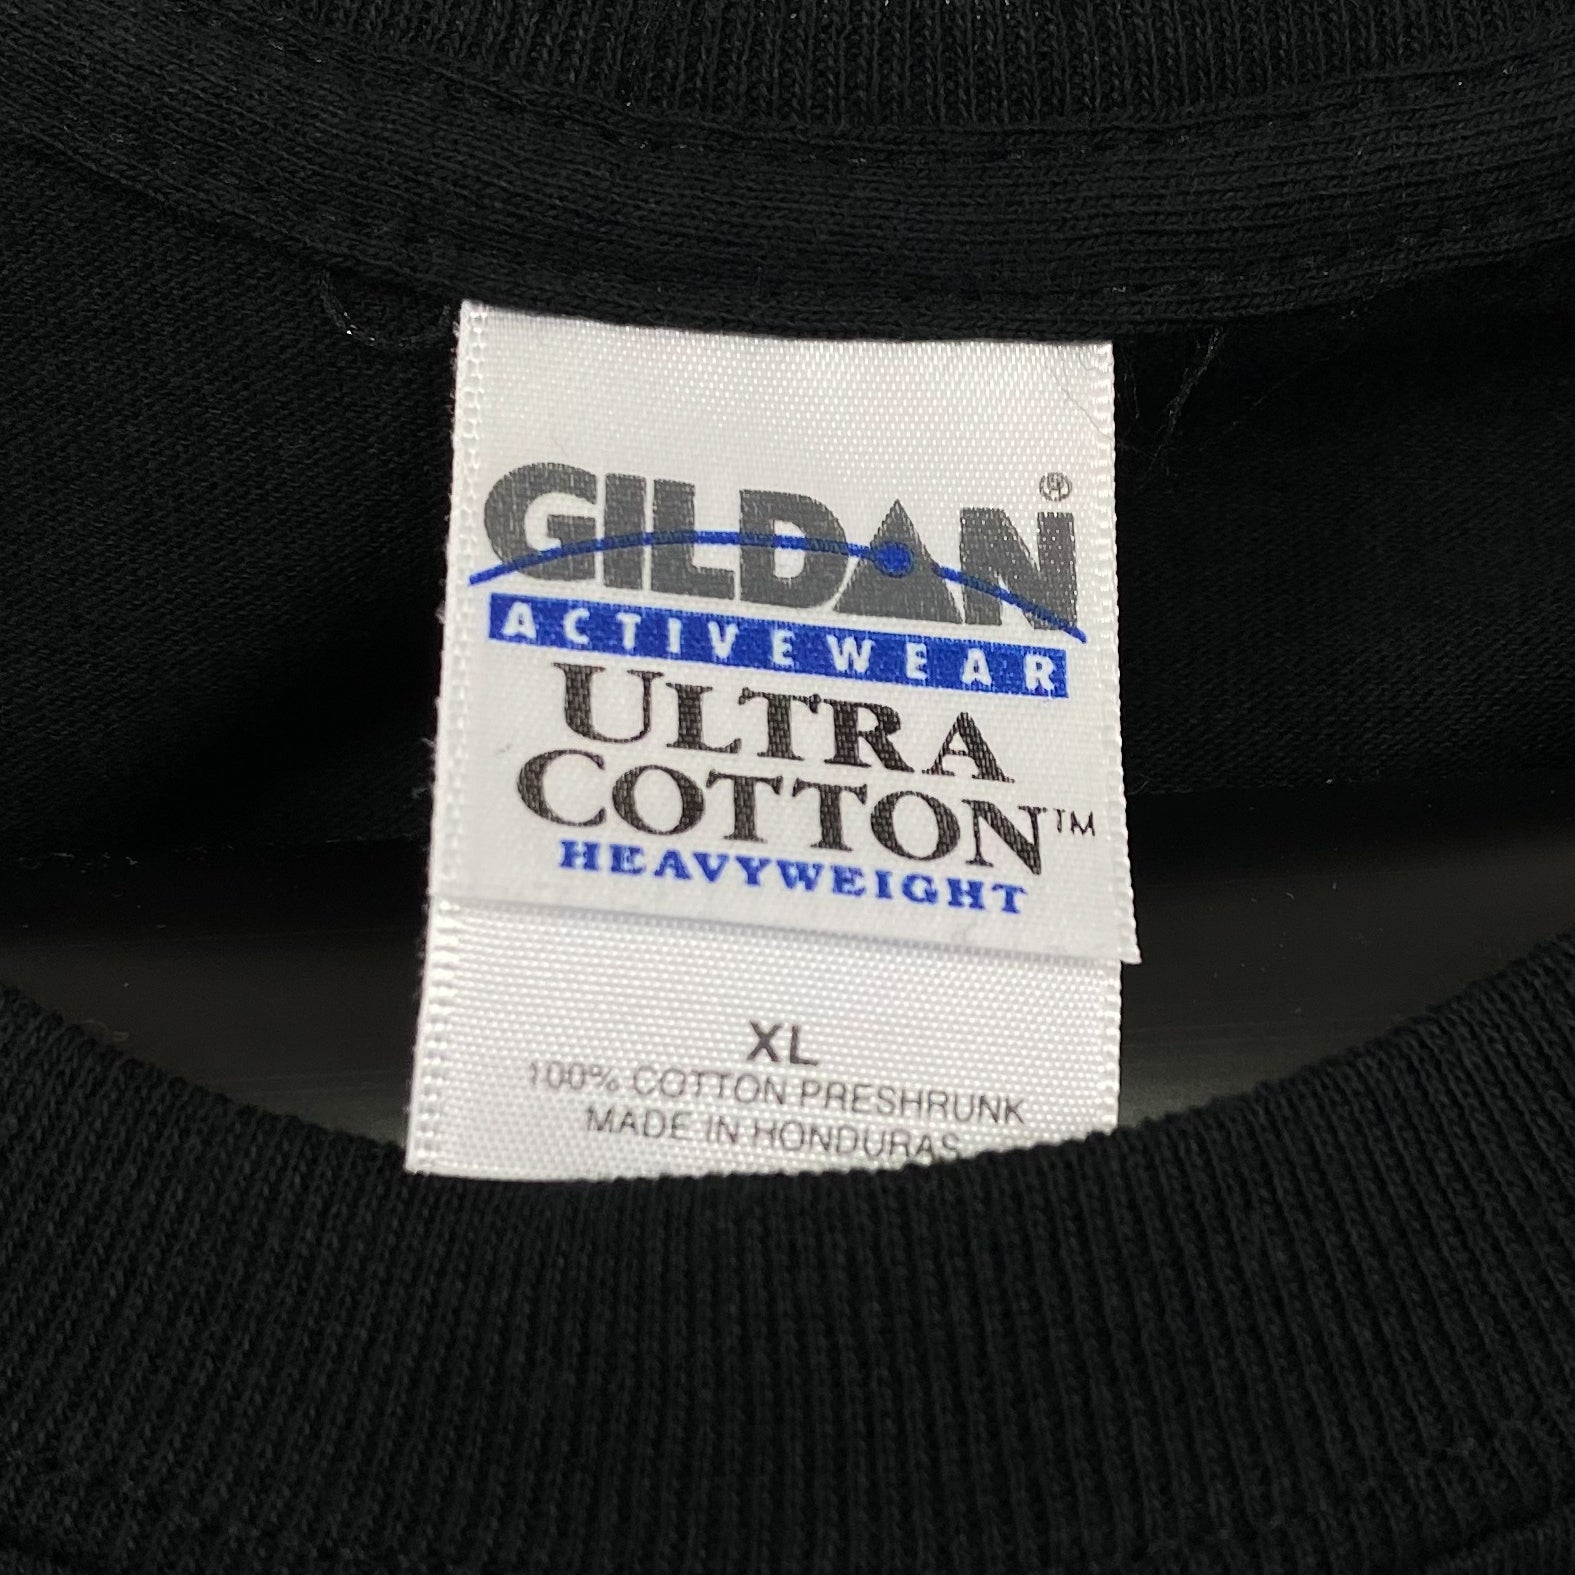 GILDAN®
ACTIVEWEAR
ULTRA
COTTON™
HEAVYWEIGHT
XL
100% COTTON PRESHRUNK
MADE IN HONDURAS